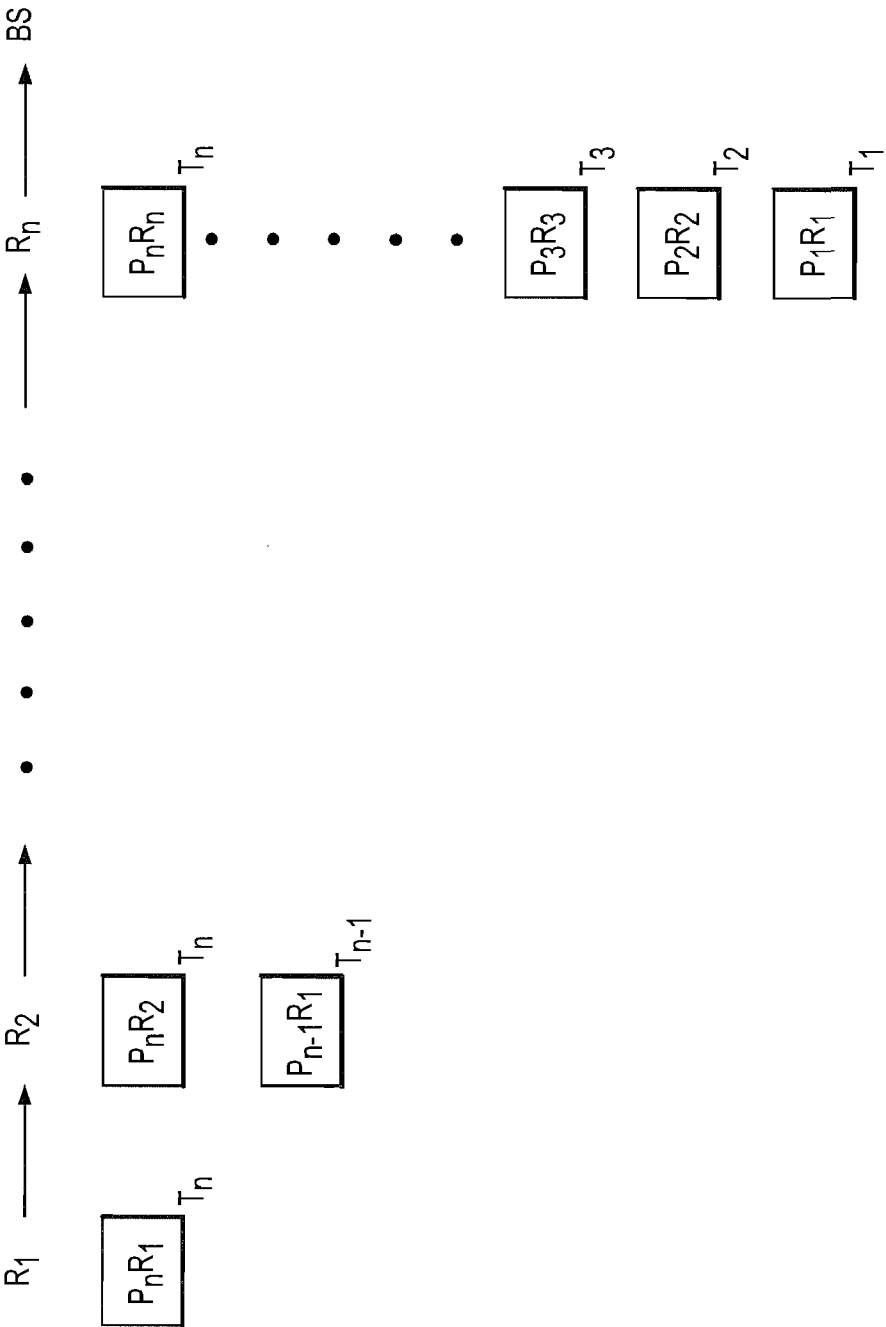 R1 R2 Rn BS
PnR1 Tn PnR2 Tn PnRn Tn
Pn-1R1 Tn-1
P3R3 T3
P2R2 T2
P1R1 T1